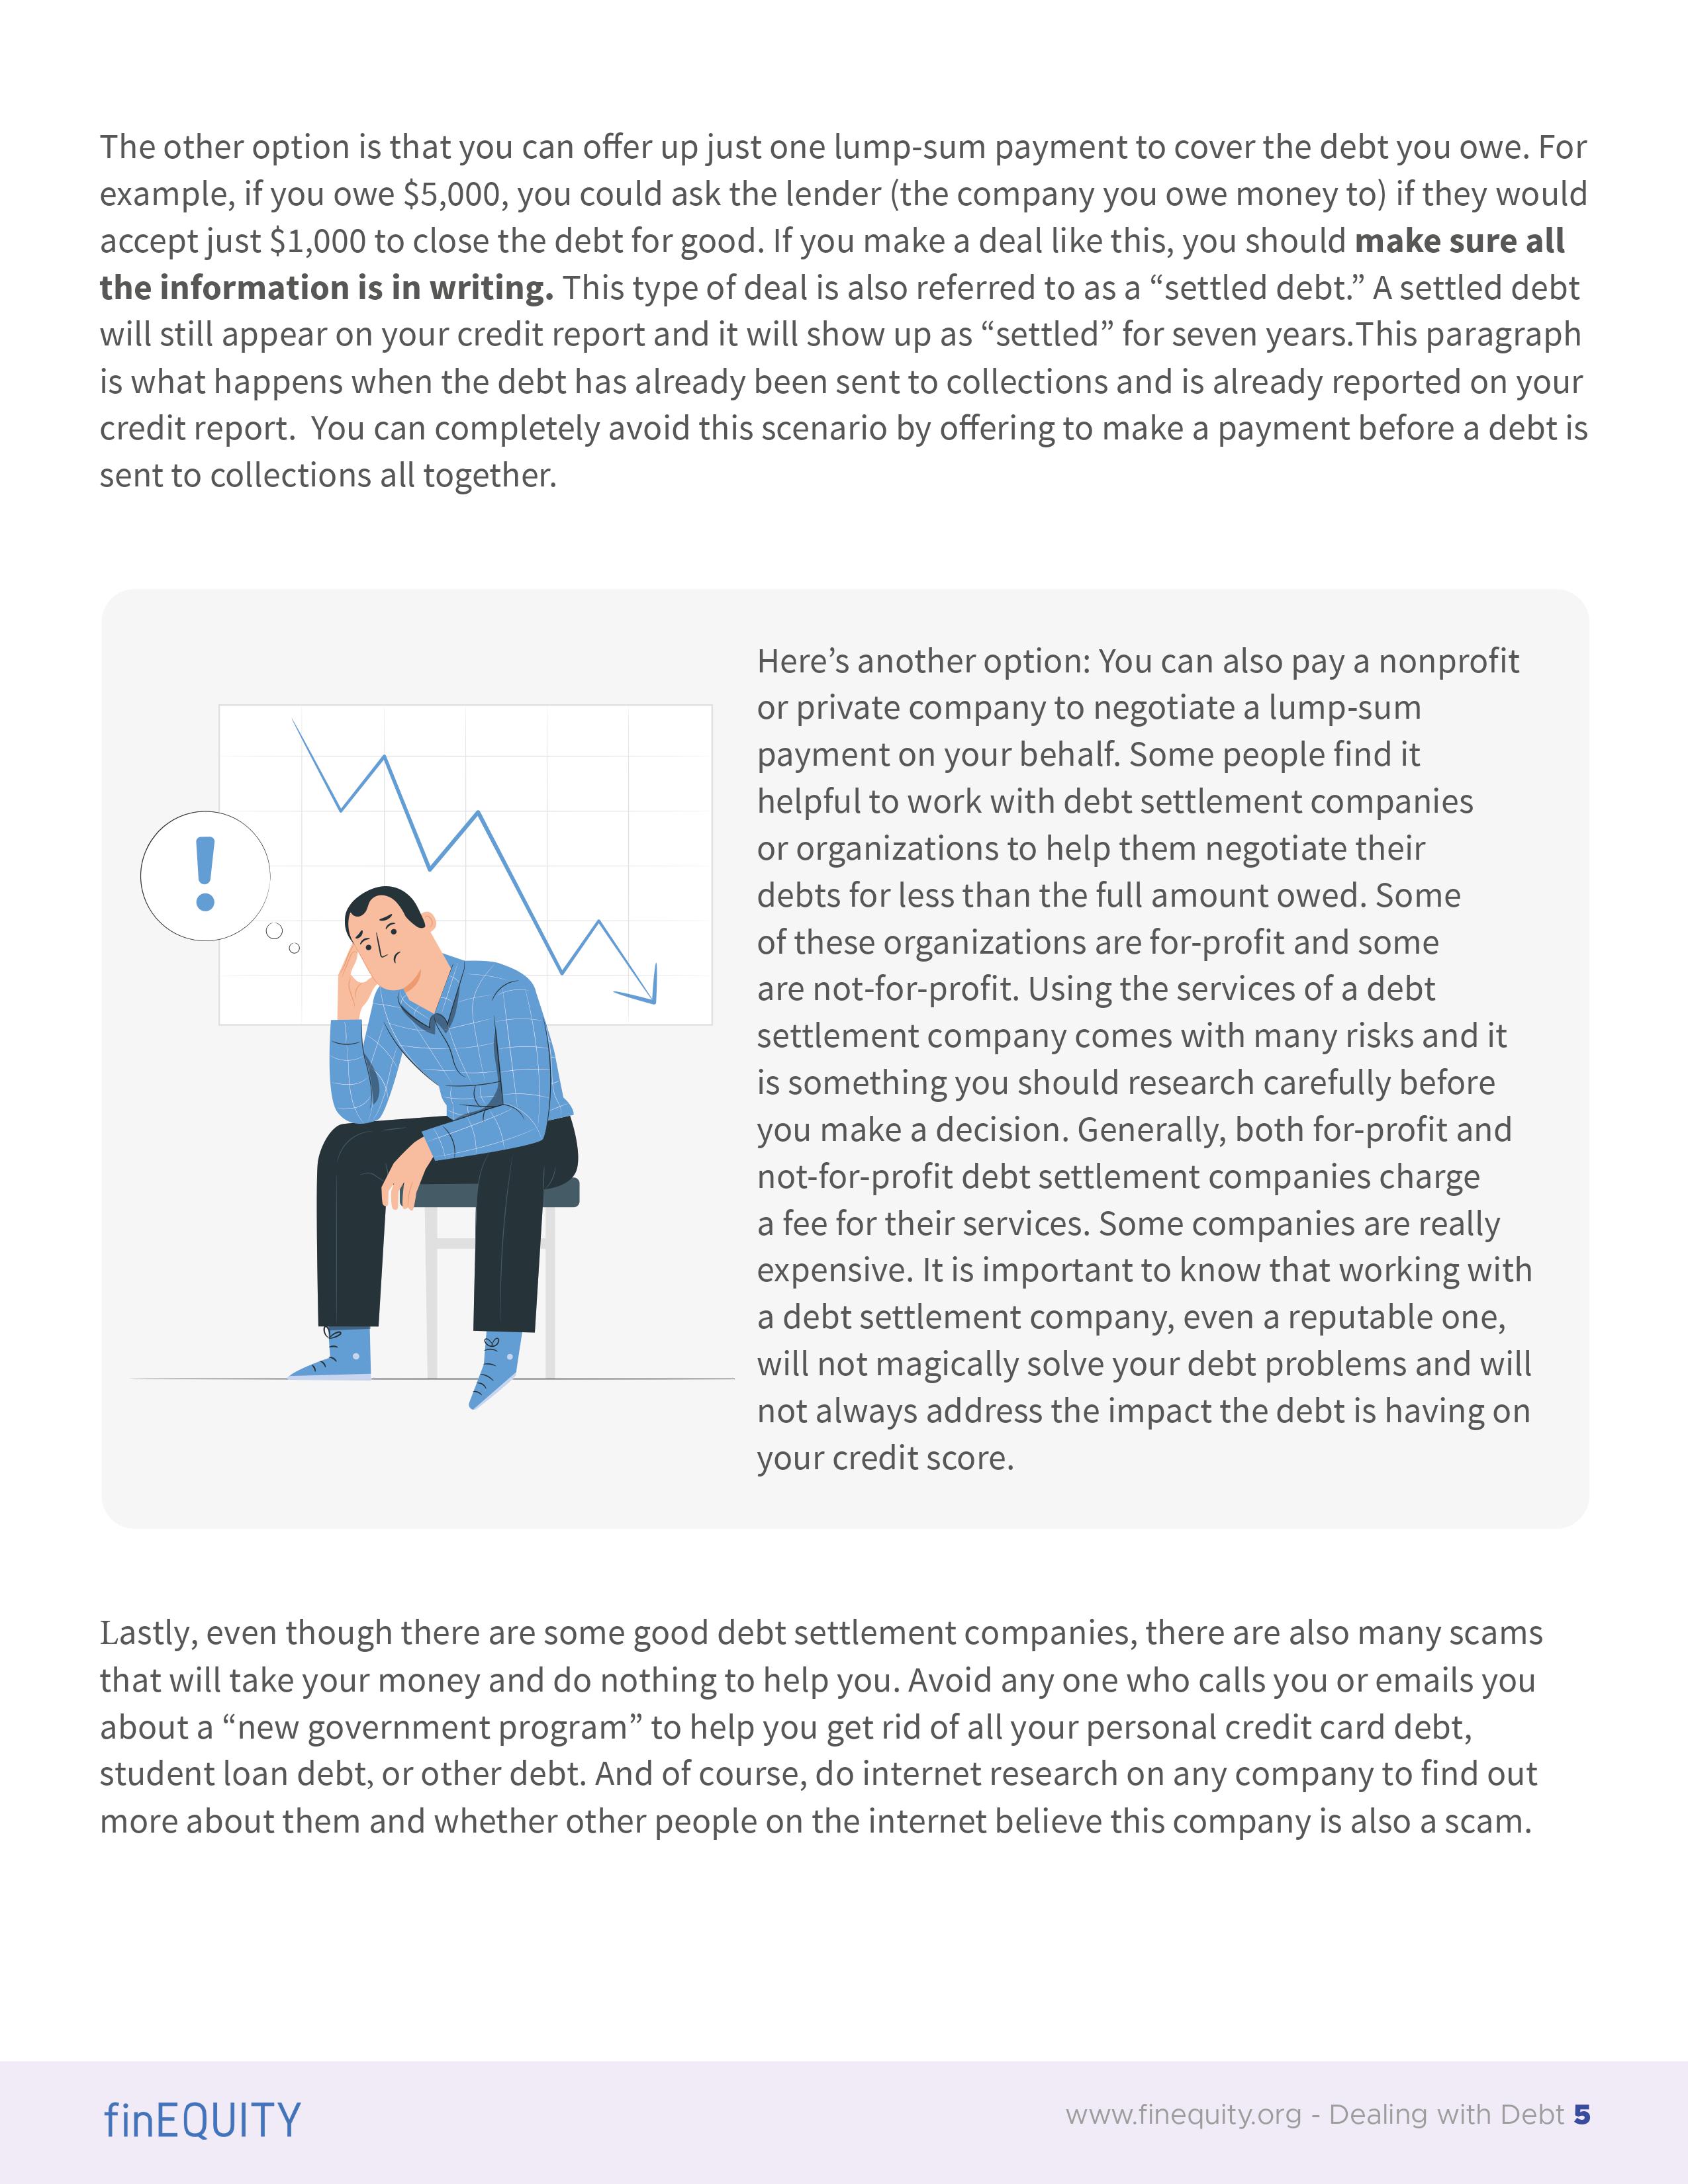 The other option is that you can offer up just one lump-sum payment to cover the debt you owe. For
example, if you owe $5,000, you could ask the lender (the company you owe money to) if they would
accept just $1,000 to close the debt for good. If you make a deal like this, you should make sure all
the information is in writing. This type of deal is also referred to as a “settled debt.” A settled debt
will still appear on your credit report and it will show up as “settled” for seven years.This paragraph
is what happens when the debt has already been sent to collections and is already reported on your
credit report.  You can completely avoid this scenario by offering to make a payment before a debt is
sent to collections all together.
!
Here’s another option: You can also pay a nonprofit
or private company to negotiate a lump-sum
payment on your behalf. Some people find it
helpful to work with debt settlement companies
or organizations to help them negotiate their
debts for less than the full amount owed. Some
of these organizations are for-profit and some
are not-for-profit. Using the services of a debt
settlement company comes with many risks and it
is something you should research carefully before
you make a decision. Generally, both for-profit and
not-for-profit debt settlement companies charge
a fee for their services. Some companies are really
expensive. It is important to know that working with
a debt settlement company, even a reputable one,
will not magically solve your debt problems and will
not always address the impact the debt is having on
your credit score.
Lastly, even though there are some good debt settlement companies, there are also many scams
that will take your money and do nothing to help you. Avoid any one who calls you or emails you
about a “new government program” to help you get rid of all your personal credit card debt,
student loan debt, or other debt. And of course, do internet research on any company to find out
more about them and whether other people on the internet believe this company is also a scam.
finEQUITY
www.finequity.org - Dealing with Debt 5